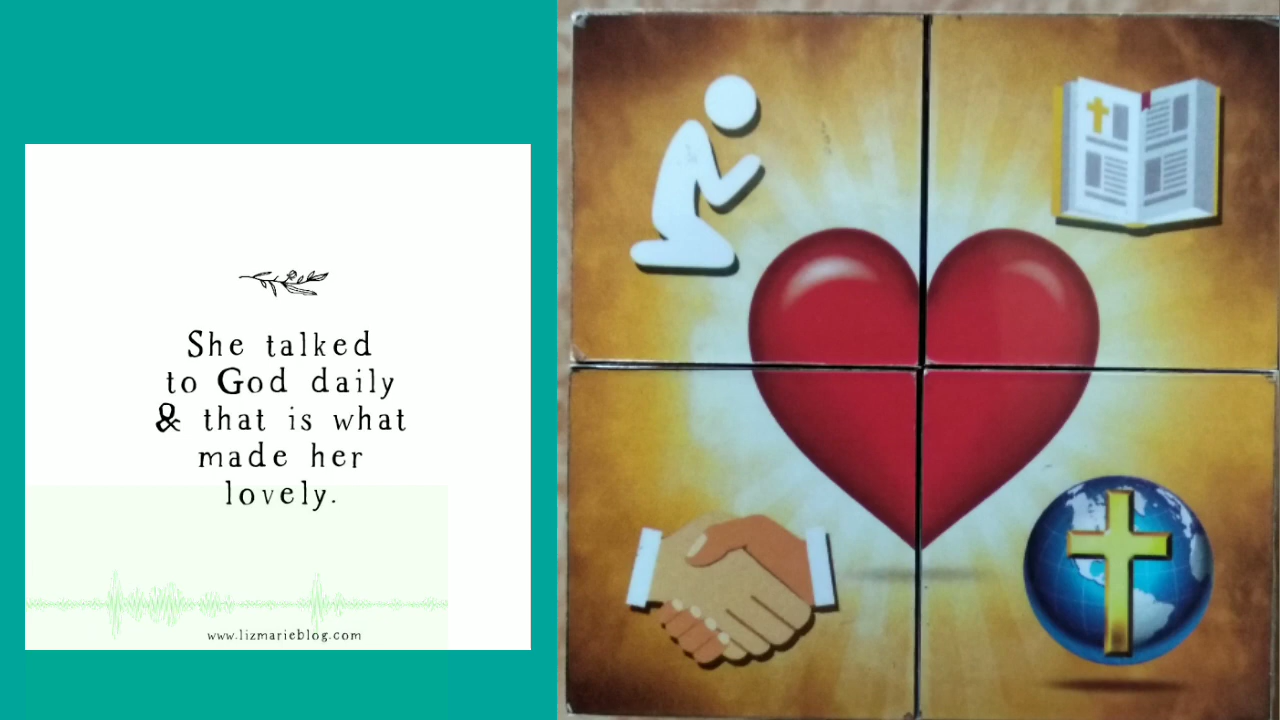 She talked
to God daily
& that is what
made her
lovely.
www.lizmarieblog.com